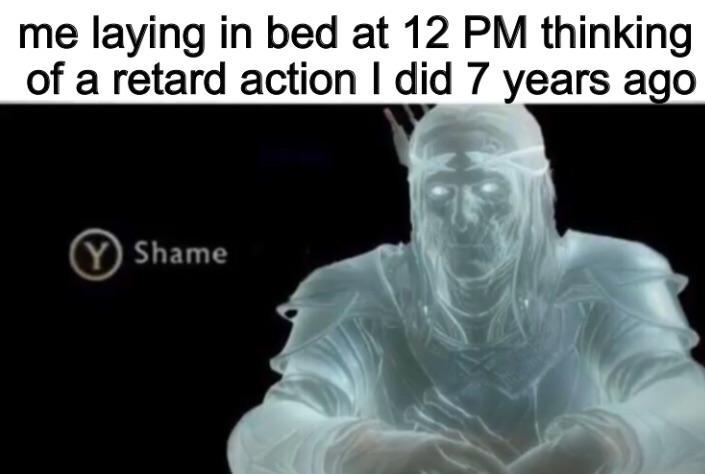 me laying in bed at 12 PM thinking
of a retard action I did 7 years ago
Y Shame